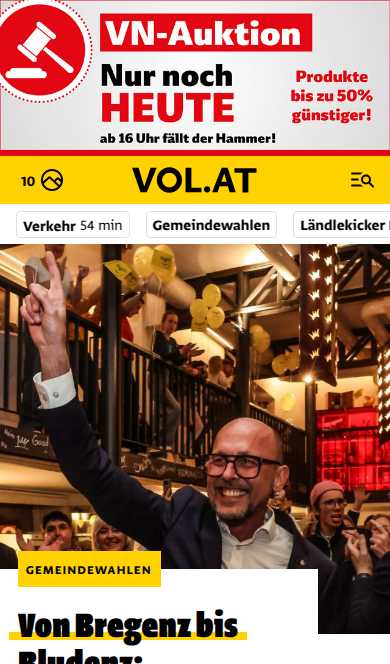 VN-Auktion
Nur noch
HEUTE
ab 16 Uhr fällt der Hammer!
Produkte
bis zu 50%
günstiger!
10
VOL.AT
Verkehr 54 min
Gemeindewahlen
Ländlekicker
GEMEINDEWAHLEN
Von Bregenz bis
Bludenz: